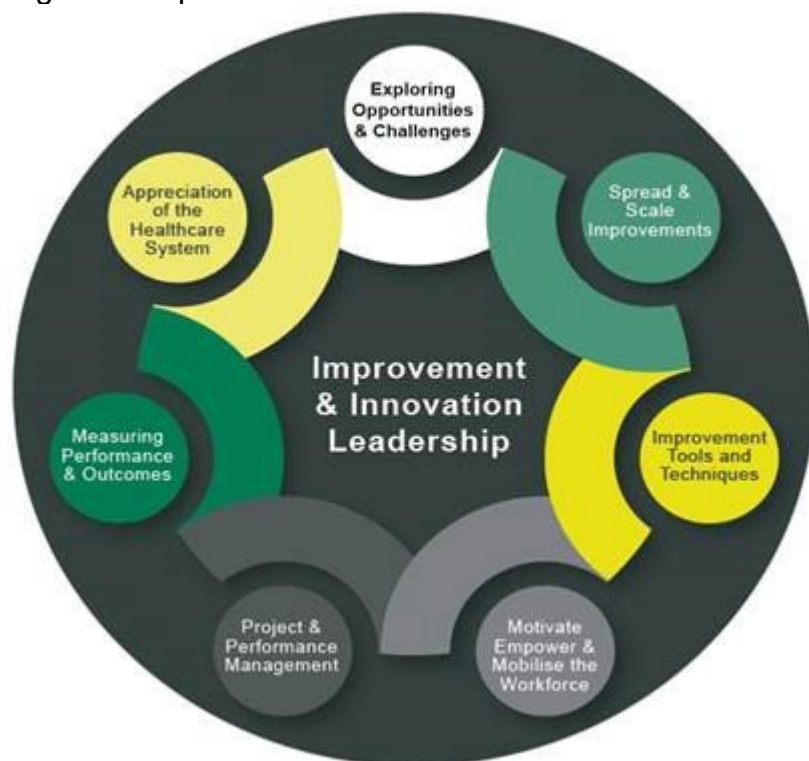 Exploring
Opportunities
& Challenges
Spread &
Scale
Improvements
Improvement
Tools and
Techniques
Motivate
Empower &
Mobilise the
Workforce
Project &
Performance
Management
Measuring
Performance
& Outcomes
Appreciation
of the
Healthcare
System
Improvement
& Innovation
Leadership